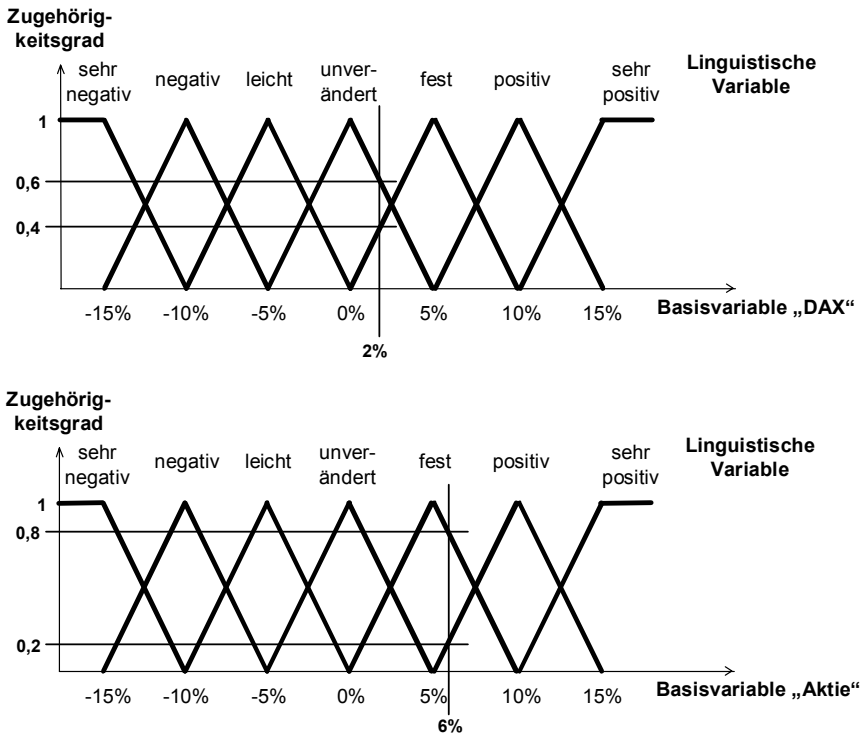 Zugehörig-
keitsgrad
sehr negativ leicht unver- fest positiv sehr Linguistische
negativ ändert positiv Variable
1
0,6
0,4
-15% -10% -5% 0% 5% 10% 15% Basisvariable „DAX“
2%
Zugehörig-
keitsgrad
sehr negativ leicht unver- fest positiv sehr Linguistische
negativ ändert positiv Variable
1
0,8
0,2
-15% -10% -5% 0% 5% 10% 15% Basisvariable „Aktie“
6%